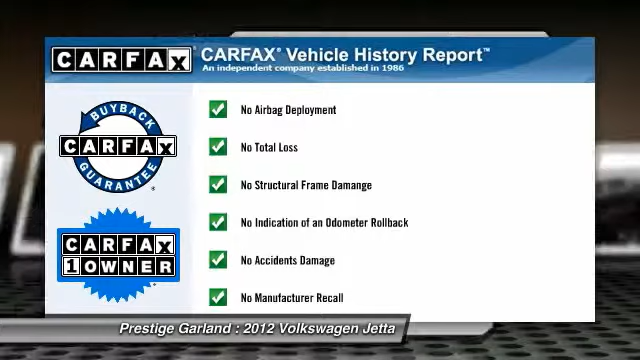 CARFAX
CARFAX® Vehicle History Report™
An independent company established in 1986
BUYBACK
CARFAX
GUARANTEE
CARFAX
1 OWNER
No Airbag Deployment
No Total Loss
No Structural Frame Damange
No Indication of an Odometer Rollback
No Accidents Damage
No Manufacturer Recall
Prestige Garland : 2012 Volkswagen Jetta